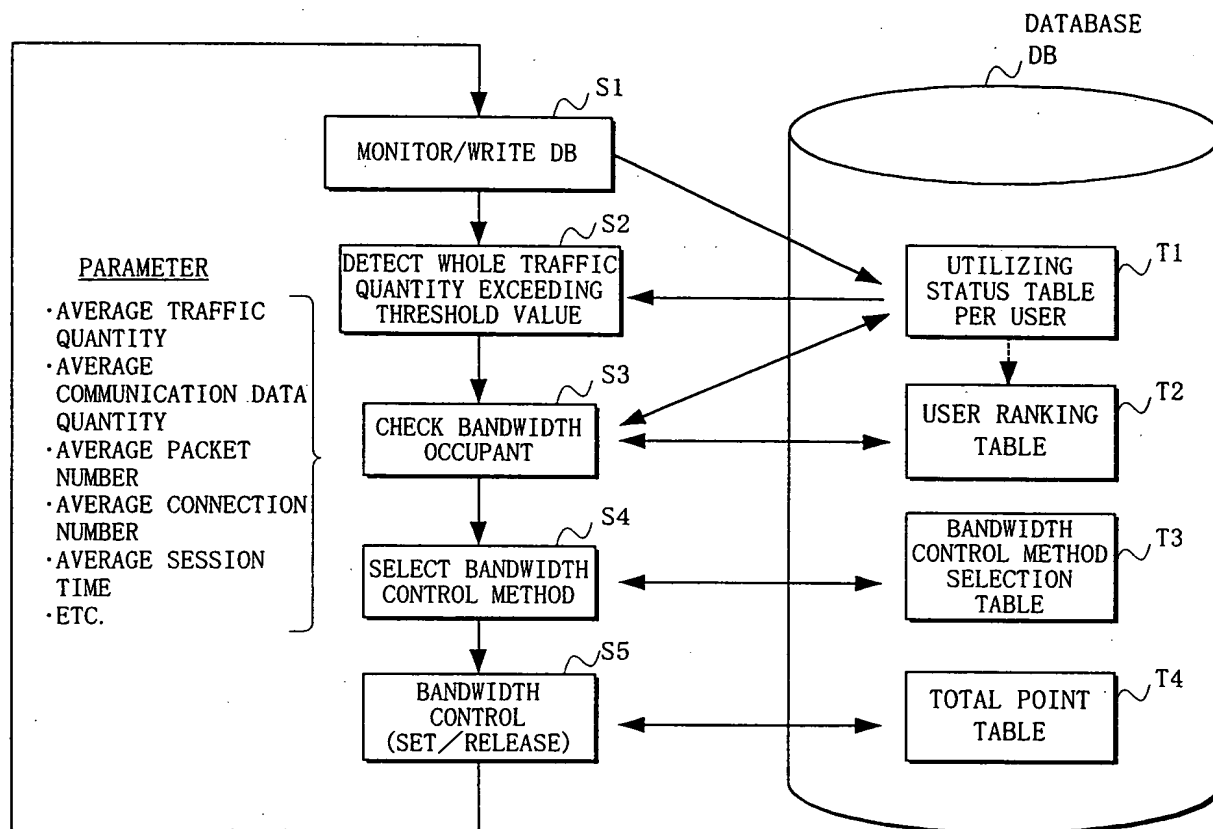 DATABASE
DB
S1
MONITOR/WRITE DB
S2
DETECT WHOLE TRAFFIC
QUANTITY EXCEEDING
THRESHOLD VALUE
T1
UTILIZING
STATUS TABLE
PER USER
PARAMETER
·AVERAGE TRAFFIC
QUANTITY
·AVERAGE
COMMUNICATION DATA
QUANTITY
·AVERAGE PACKET
NUMBER
·AVERAGE CONNECTION
NUMBER
·AVERAGE SESSION
TIME
·ETC.
S3
CHECK BANDWIDTH
OCCUPANT
T2
USER RANKING
TABLE
S4
SELECT BANDWIDTH
CONTROL METHOD
T3
BANDWIDTH
CONTROL METHOD
SELECTION
TABLE
S5
BANDWIDTH
CONTROL
(SET/RELEASE)
T4
TOTAL POINT
TABLE